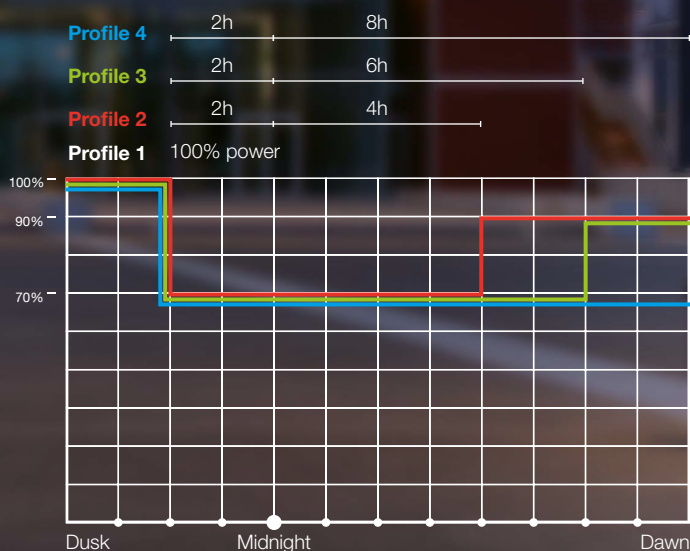 Profile 4 2h 8h
Profile 3 2h 6h
Profile 2 2h 4h
Profile 1 100% power
100%
90%
70%
Dusk Midnight Dawn